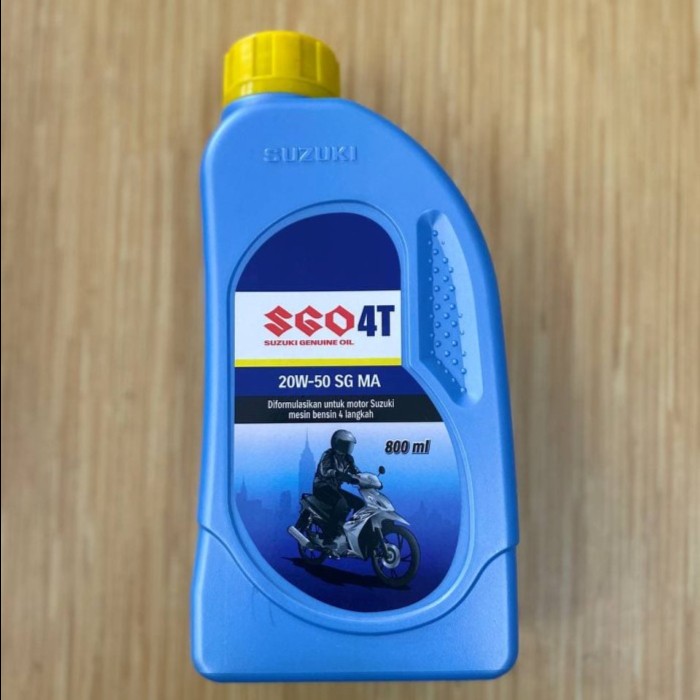 SUZUKI
SGO4T
SUZUKI GENUINE OIL
20W-50 SG MA
Diformulasikan untuk motor Suzuki
mesin bensin 4 langkah
800 ml